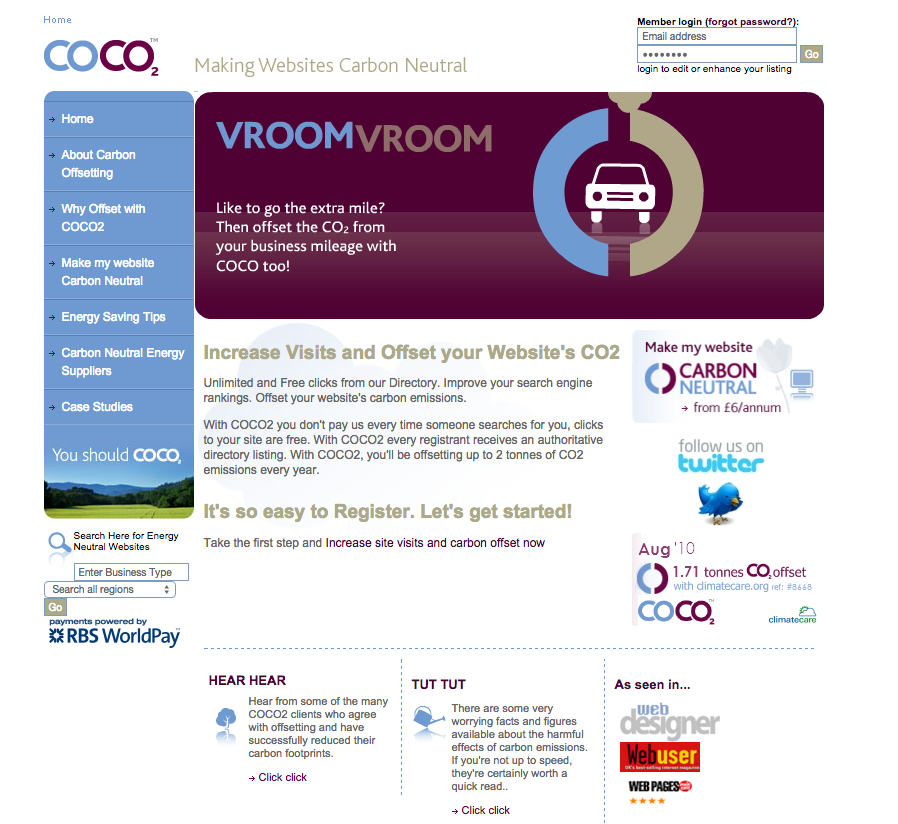 Home
COCO2™
Making Websites Carbon Neutral
Member login (forgot password?):
Email address
••••••••
Go
login to edit or enhance your listing
Home
About Carbon
Offsetting
Why Offset with
COCO2
Make my website
Carbon Neutral
Energy Saving Tips
Carbon Neutral Energy
Suppliers
Case Studies
You should COCO2
Search Here for Energy
Neutral Websites
Enter Business Type
Search all regions
Go
payments powered by
RBS WorldPay™
VROOMVROOM
Like to go the extra mile?
Then offset the CO2 from
your business mileage with
COCO too!
Increase Visits and Offset your Website's CO2
Unlimited and Free clicks from our Directory. Improve your search engine
rankings. Offset your website's carbon emissions.
With COCO2 you don't pay us every time someone searches for you, clicks
to your site are free. With COCO2 every registrant receives an authoritative
directory listing. With COCO2, you'll be offsetting up to 2 tonnes of CO2
emissions every year.
It's so easy to Register. Let's get started!
Take the first step and Increase site visits and carbon offset now
Make my website
CARBON
NEUTRAL
from £6/annum
follow us on
twitter
Aug '10
1.71 tonnes CO2 offset
with climatecare.org ref: #8668
COCO2™
climatecare
HEAR HEAR
Hear from some of the many
COCO2 clients who agree
with offsetting and have
successfully reduced their
carbon footprints.
Click click
TUT TUT
There are some very
worrying facts and figures
available about the harmful
effects of carbon emissions.
If you're not up to speed,
they're certainly worth a
quick read..
Click click
As seen in...
web
designer
Webuser
UK's best-selling internet magazine
WEB PAGES